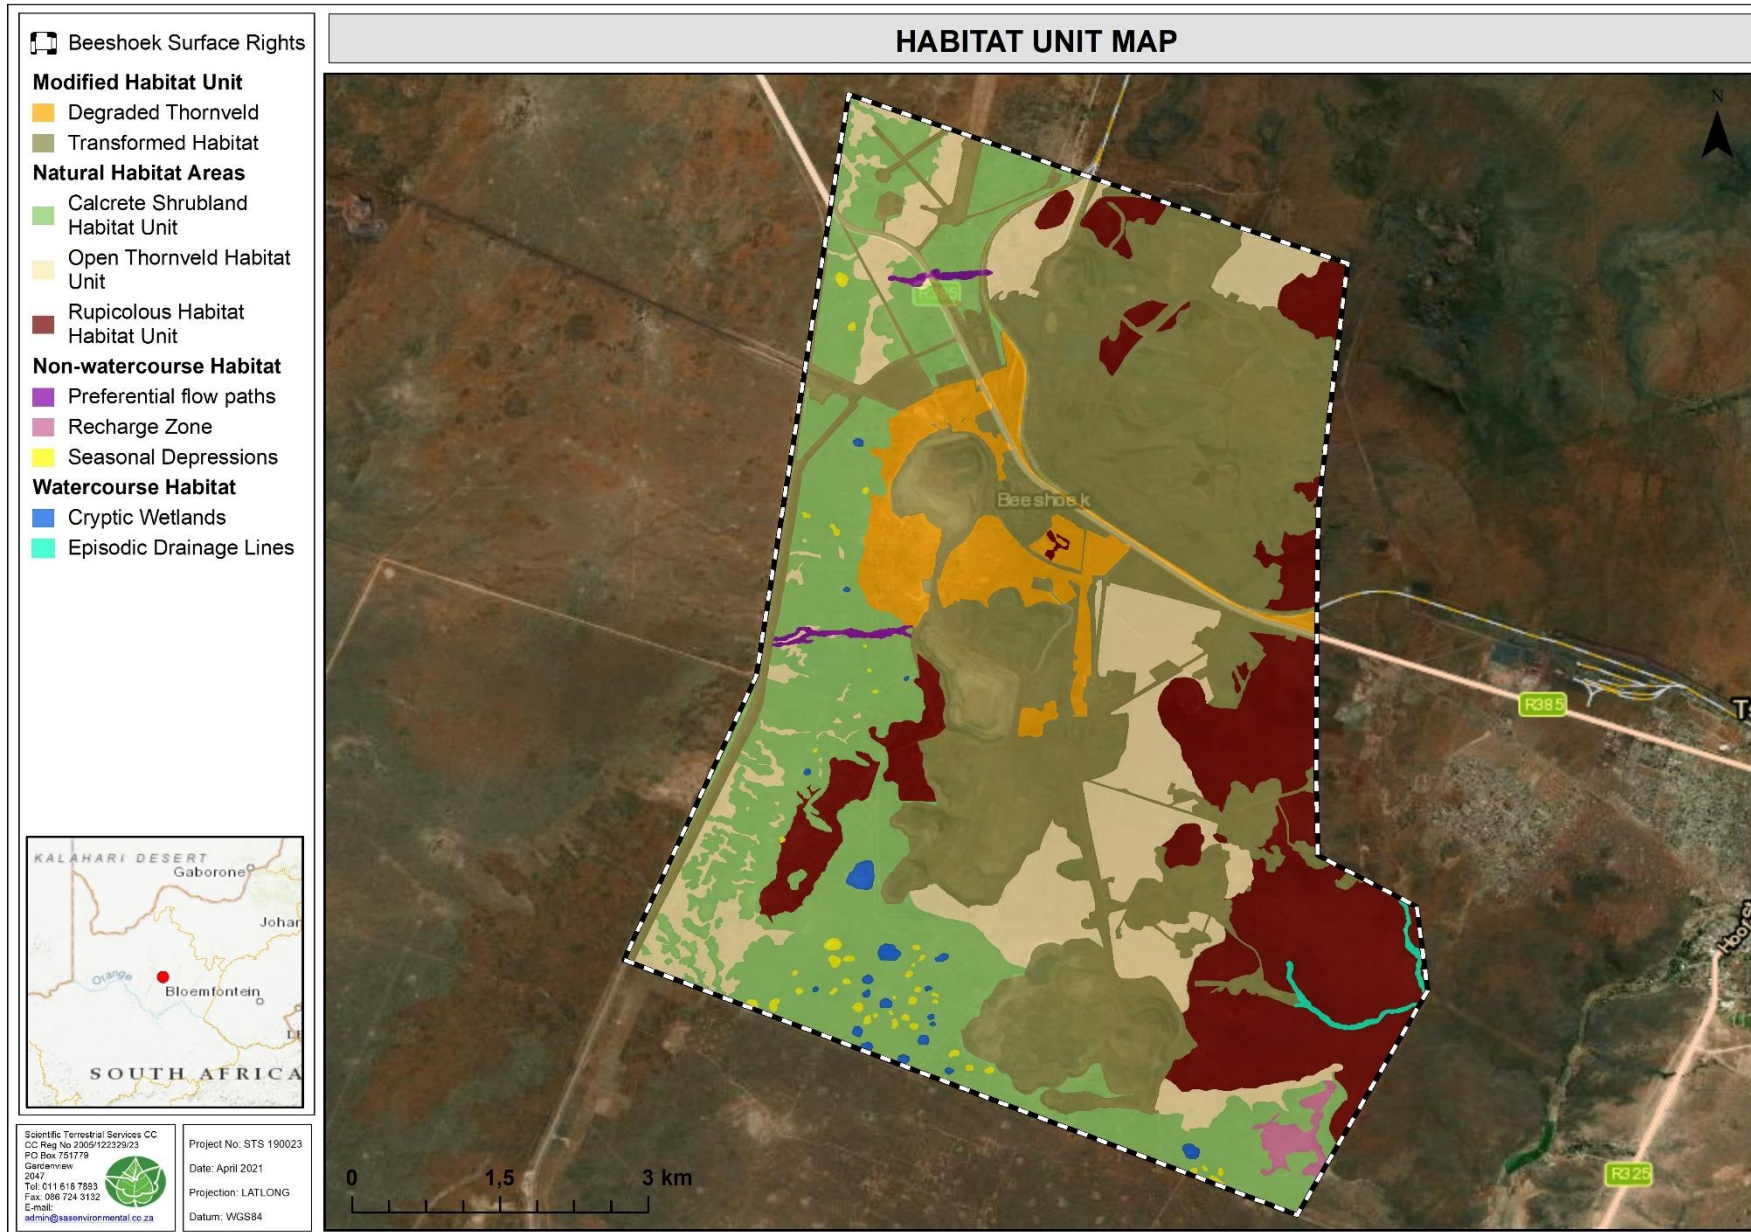 HABITAT UNIT MAP
Beeshoek Surface Rights
Modified Habitat Unit
Degraded Thornveld
Transformed Habitat
Natural Habitat Areas
Calcrete Shrubland
Habitat Unit
Open Thornveld Habitat
Unit
Rupicolous Habitat
Habitat Unit
Non-watercourse Habitat
Preferential flow paths
Recharge Zone
Seasonal Depressions
Watercourse Habitat
Cryptic Wetlands
Episodic Drainage Lines
N
R385
Beeshoek
R385
R325
KALAHARI DESERT
Gaborone
Johar
Orange
Bloemfontein
SOUTH AFRICA
0 1,5 3 km
Scientific Terrestrial Services CC
CC Reg No 2005/122329/23
PO Box 751779
Gardenview
2047
Tel: 011 616 7893
Fax: 086 724 3132
E-mail:
admin@sasenvironmental.co.za
Project No: STS 190023
Date: April 2021
Projection: LATLONG
Datum: WGS84